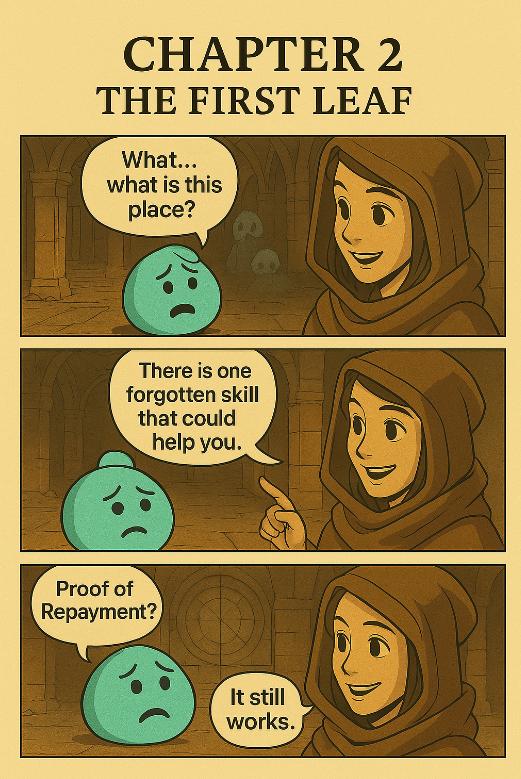 CHAPTER 2
THE FIRST LEAF
What...
what is this
place?
There is one
forgotten skill
that could
help you.
Proof of
Repayment?
It still
works.